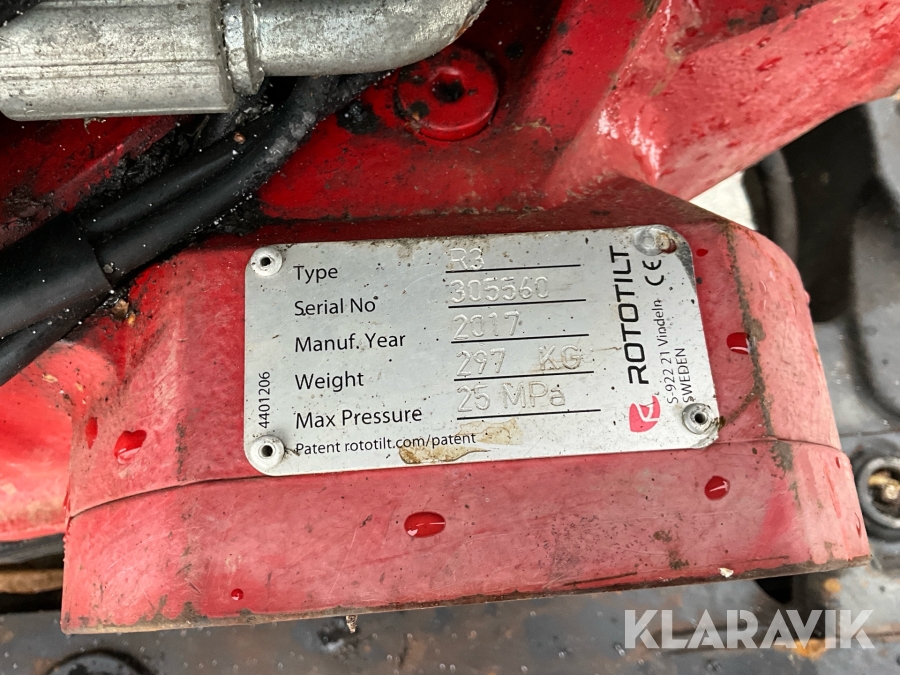 Type R3
Serial No 305560
Manuf. Year 2017
Weight 297 KG
Max Pressure 25 MPa
Patent rototilt.com/patent
4401206
ROTOTILT
CE
S-922 21 Vindeln
SWEDEN
KLARAVIK